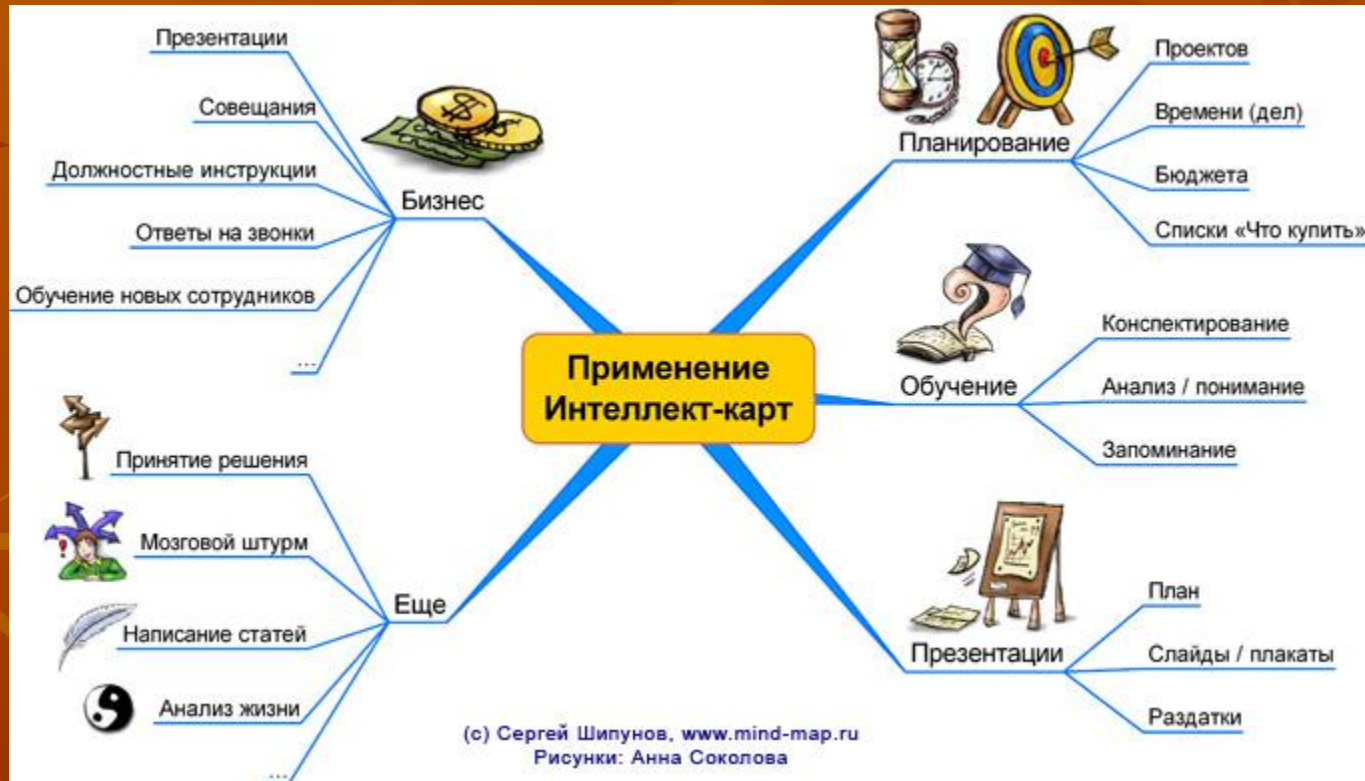 Применение
Интеллект-карт
Планирование
Проектов
Времени (дел)
Бюджета
Списки «Что купить»
Обучение
Конспектирование
Анализ / понимание
Запоминание
Презентации
План
Слайды / плакаты
Раздатки
Бизнес
Презентации
Совещания
Должностные инструкции
Ответы на звонки
Обучение новых сотрудников
...
Еще
Принятие решения
Мозговой штурм
Написание статей
Анализ жизни
...
(c) Сергей Шипунов, www.mind-map.ru
Рисунки: Анна Соколова